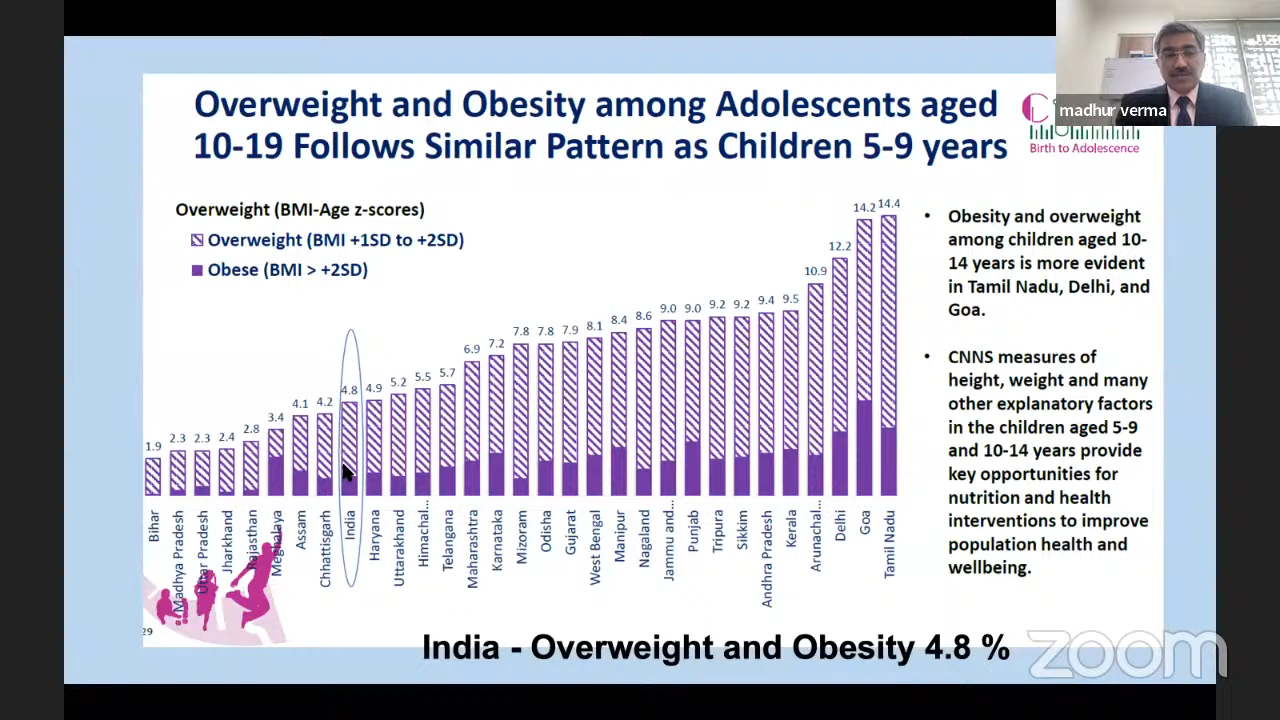 madhur verma
Birth to Adolescence
Overweight and Obesity among Adolescents aged
10-19 Follows Similar Pattern as Children 5-9 years
Overweight (BMI-Age z-scores)
Overweight (BMI +1SD to +2SD)
Obese (BMI > +2SD)
1.9 2.3 2.3 2.4 2.8 3.4 4.1 4.2 4.8 4.9 5.2 5.5 5.7 6.9 7.2 7.8 7.8 7.9 8.1 8.4 8.6 9.0 9.0 9.2 9.2 9.4 9.5 10.9 12.2 14.2 14.4
Bihar
Madhya Pradesh
Uttar Pradesh
Jharkhand
Rajasthan
Meghalaya
Assam
Chhattisgarh
India
Haryana
Uttarakhand
Himachal...
Telangana
Maharashtra
Karnataka
Mizoram
Odisha
Gujarat
West Bengal
Manipur
Nagaland
Jammu and...
Punjab
Tripura
Sikkim
Andhra Pradesh
Kerala
Arunachal...
Delhi
Goa
Tamil Nadu
• Obesity and overweight
among children aged 10-
14 years is more evident
in Tamil Nadu, Delhi, and
Goa.
• CNNS measures of
height, weight and many
other explanatory factors
in the children aged 5-9
and 10-14 years provide
key opportunities for
nutrition and health
interventions to improve
population health and
wellbeing.
29
India - Overweight and Obesity 4.8 %
zoom